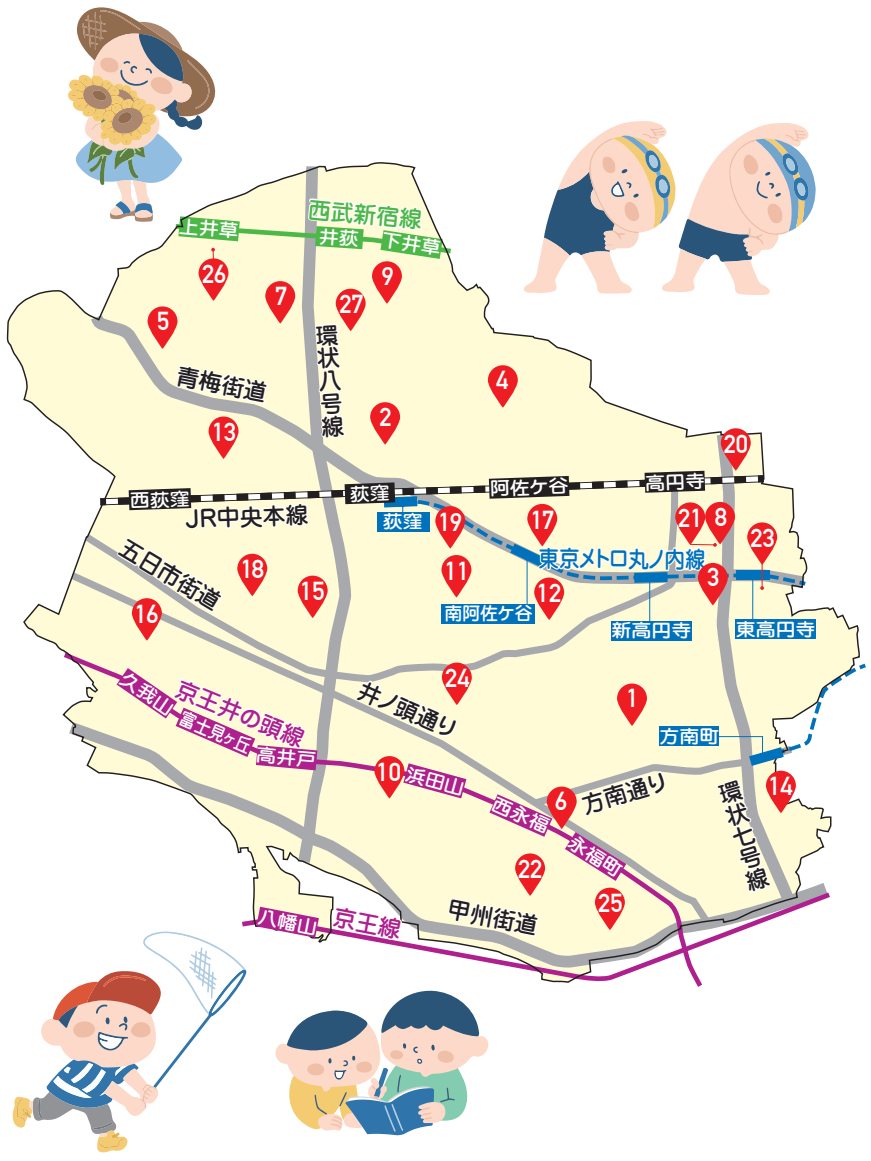 西武新宿線
上井草
井荻
下井草
26
7
9
27
5
環状八号線
青梅街道
4
2
13
20
西荻窪
荻窪
阿佐ケ谷
高円寺
JR中央本線
荻窪
19
17
21
8
23
東京メトロ丸ノ内線
五日市街道
18
15
11
12
3
南阿佐ケ谷
新高円寺
東高円寺
16
久我山
京王井の頭線
富士見ヶ丘
高井戸
24
井ノ頭通り
1
方南町
10
浜田山
西永福
6
方南通り
14
永福町
環状七号線
22
25
八幡山
京王線
甲州街道